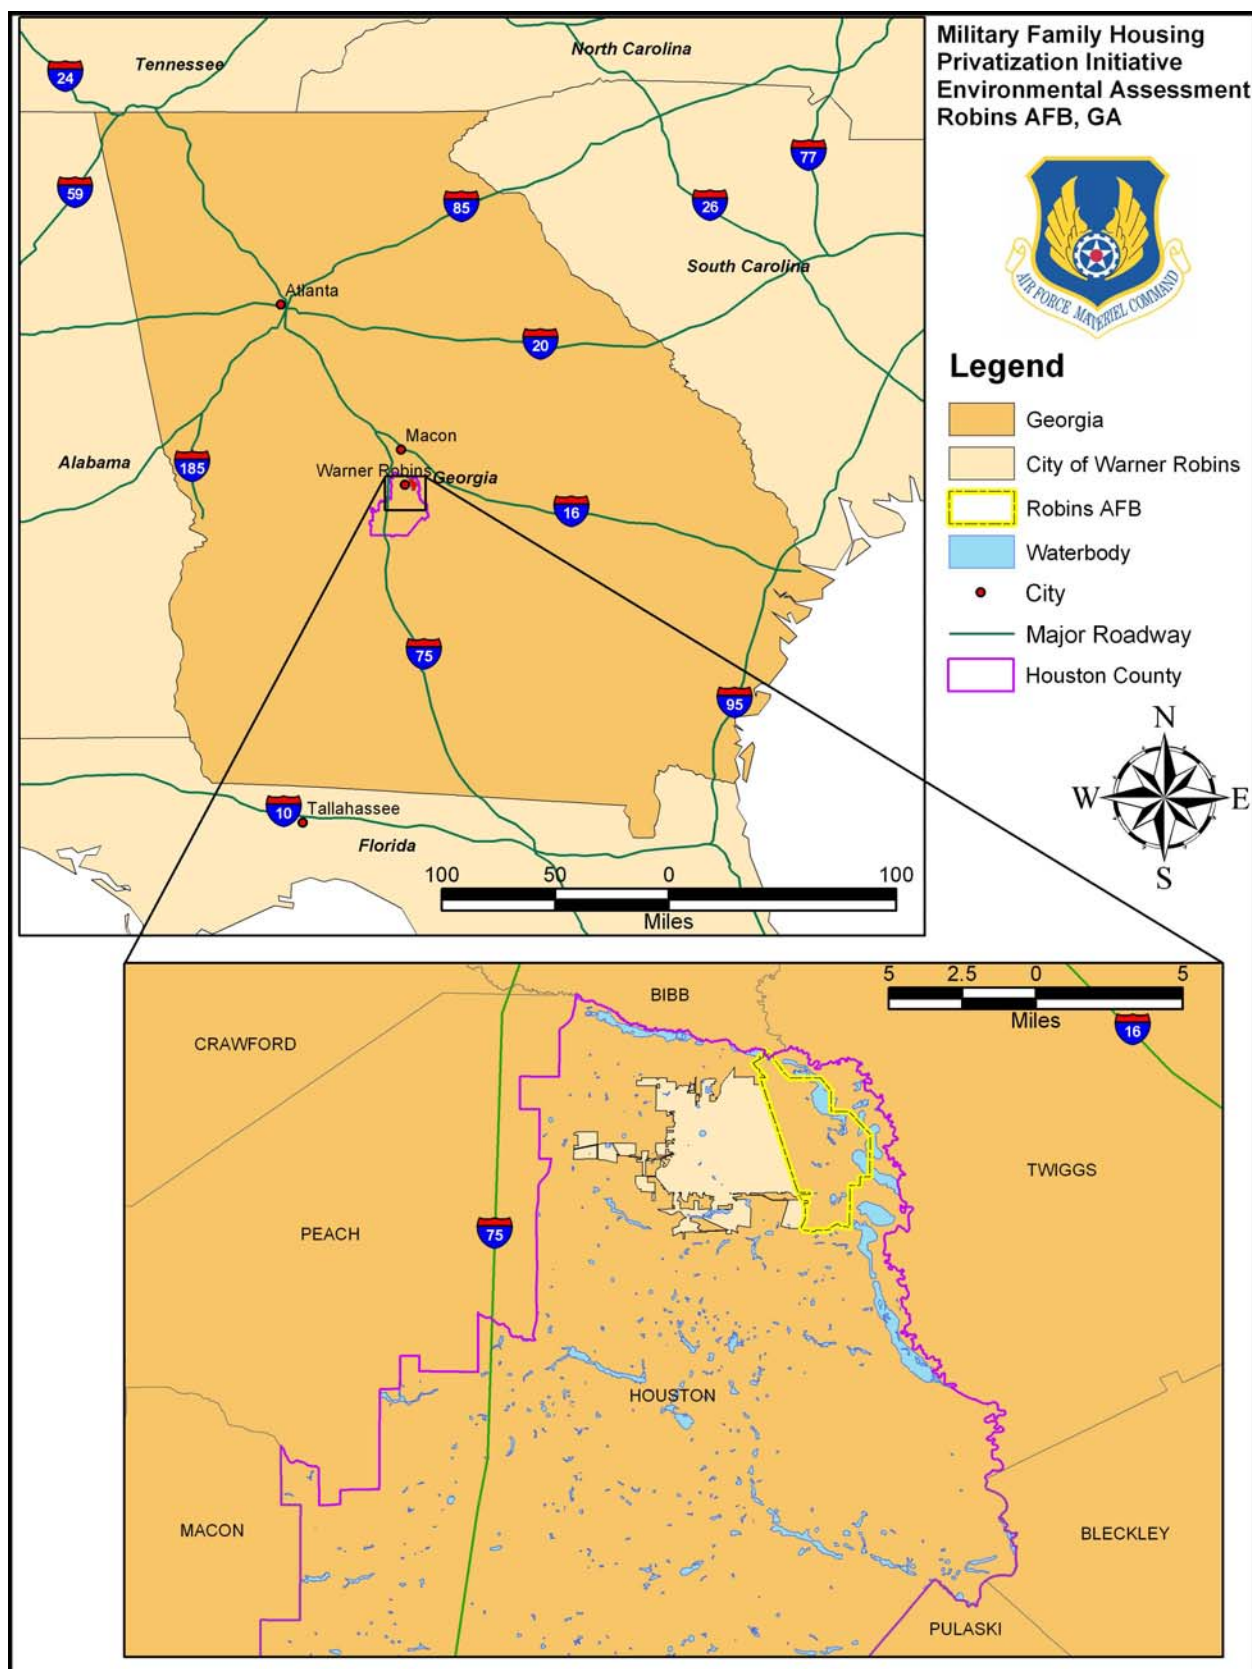 Military Family Housing
Privatization Initiative
Environmental Assessment
Robins AFB, GA
AIR FORCE MATERIEL COMMAND
Legend
Georgia
City of Warner Robins
Robins AFB
Waterbody
City
Major Roadway
Houston County
N
W
E
S
North Carolina
Tennessee
24
77
59
85
26
South Carolina
Atlanta
20
Macon
Alabama
185
Warner Robins
Georgia
16
75
95
10
Tallahassee
Florida
100 50 0 100
Miles
5 2.5 0 5
Miles
BIBB
16
CRAWFORD
TWIGGS
PEACH
75
HOUSTON
MACON
BLECKLEY
PULASKI